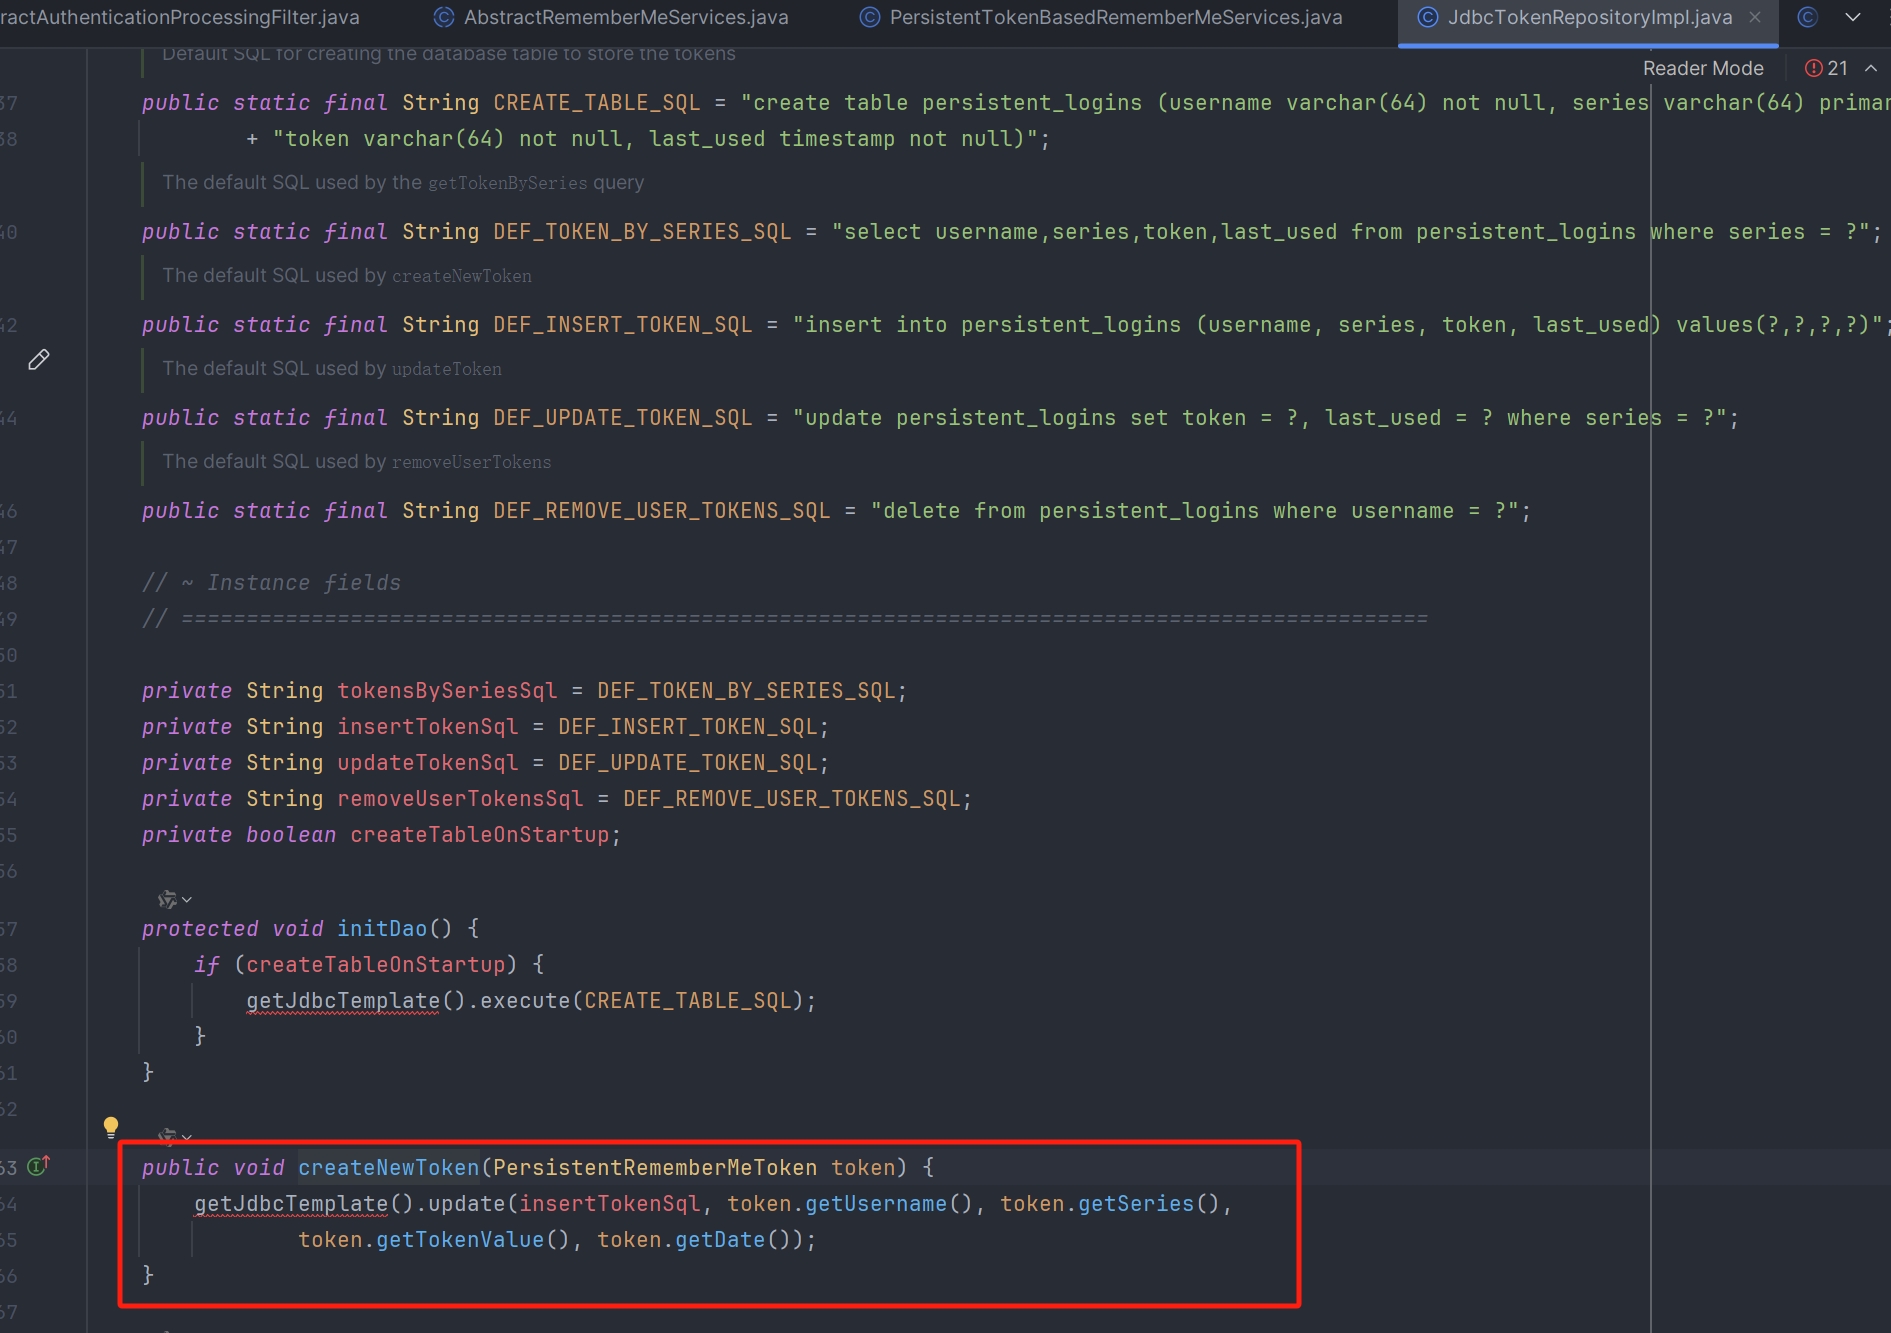 ractAuthenticationProcessingFilter.java AbstractRememberMeServices.java PersistentTokenBasedRememberMeServices.java JdbcTokenRepositoryImpl.java
Default SQL for creating the database table to store the tokens
Reader Mode 21
37 public static final String CREATE_TABLE_SQL = "create table persistent_logins (username varchar(64) not null, series varchar(64) primar
38 + "token varchar(64) not null, last_used timestamp not null)";
The default SQL used by the getTokenBySeries query
40 public static final String DEF_TOKEN_BY_SERIES_SQL = "select username,series,token,last_used from persistent_logins where series = ?";
The default SQL used by createNewToken
42 public static final String DEF_INSERT_TOKEN_SQL = "insert into persistent_logins (username, series, token, last_used) values(?,?,?,?)";
The default SQL used by updateToken
44 public static final String DEF_UPDATE_TOKEN_SQL = "update persistent_logins set token = ?, last_used = ? where series = ?";
The default SQL used by removeUserTokens
46 public static final String DEF_REMOVE_USER_TOKENS_SQL = "delete from persistent_logins where username = ?";
47
48 // ~ Instance fields
49 // ================================================================================================
50
51 private String tokensBySeriesSql = DEF_TOKEN_BY_SERIES_SQL;
52 private String insertTokenSql = DEF_INSERT_TOKEN_SQL;
53 private String updateTokenSql = DEF_UPDATE_TOKEN_SQL;
54 private String removeUserTokensSql = DEF_REMOVE_USER_TOKENS_SQL;
55 private boolean createTableOnStartup;
56
57 protected void initDao() {
58 if (createTableOnStartup) {
59 getJdbcTemplate().execute(CREATE_TABLE_SQL);
60 }
61 }
62
63 public void createNewToken(PersistentRememberMeToken token) {
64 getJdbcTemplate().update(insertTokenSql, token.getUsername(), token.getSeries(),
65 token.getTokenValue(), token.getDate());
66 }
67